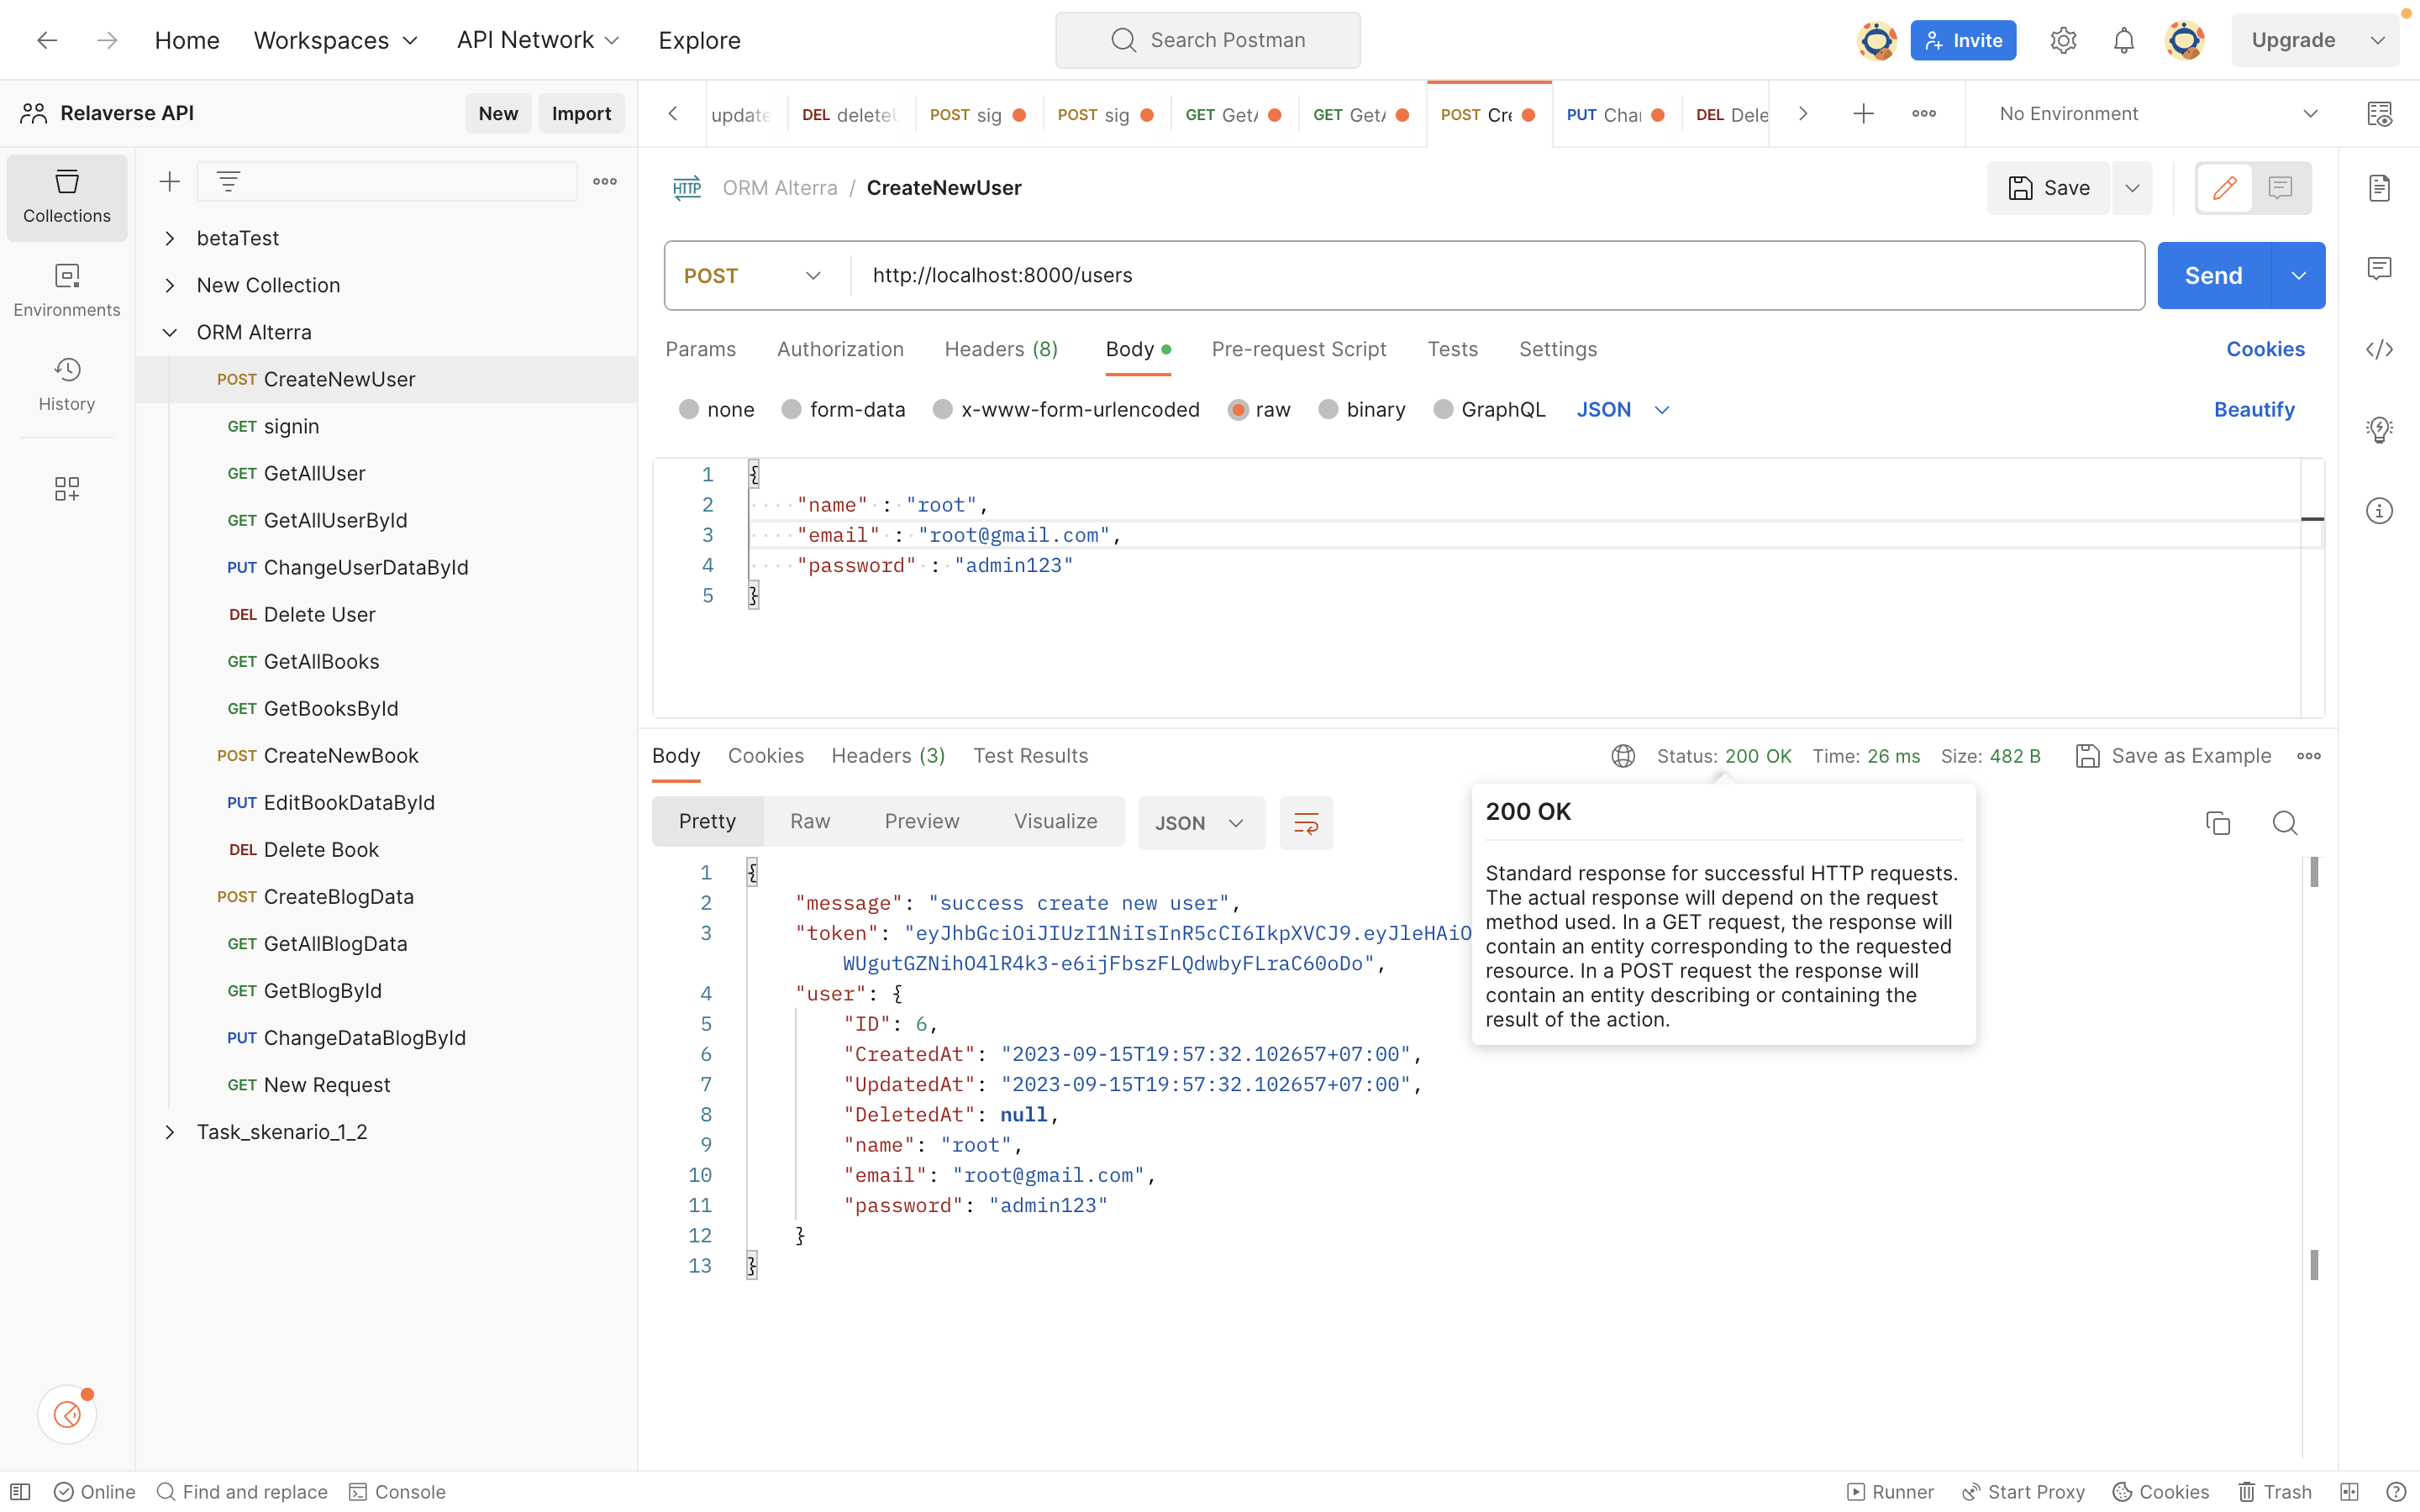 Home Workspaces API Network Explore Search Postman Invite Upgrade
Relaverse API New Import
update DEL delete POST sig POST sig GET Get GET Get POST Cre PUT Cha DEL Dele No Environment
Collections
Environments
History
betaTest
New Collection
ORM Alterra
POST CreateNewUser
GET signin
GET GetAllUser
GET GetAllUserById
PUT ChangeUserDataById
DEL Delete User
GET GetAllBooks
GET GetBooksById
POST CreateNewBook
PUT EditBookDataById
DEL Delete Book
POST CreateBlogData
GET GetAllBlogData
GET GetBlogById
PUT ChangeDataBlogById
GET New Request
Task_skenario_1_2
HTTP ORM Alterra / CreateNewUser Save
POST http://localhost:8000/users Send
Params Authorization Headers (8) Body Pre-request Script Tests Settings Cookies
none form-data x-www-form-urlencoded raw binary GraphQL JSON Beautify
1 {
2 "name" : "root",
3 "email" : "root@gmail.com",
4 "password" : "admin123"
5 }
Body Cookies Headers (3) Test Results Status: 200 OK Time: 26 ms Size: 482 B Save as Example
Pretty Raw Preview Visualize JSON
200 OK
Standard response for successful HTTP requests.
The actual response will depend on the request
method used. In a GET request, the response will
contain an entity corresponding to the requested
resource. In a POST request the response will
contain an entity describing or containing the
result of the action.
1 {
2 "message": "success create new user",
3 "token": "eyJhbGciOiJIUzI1NiIsInR5cCI6IkpXVCJ9.eyJleHAiO
WUgutGZNihO4lR4k3-e6ijFbszFLQdwbyFLraC60oDo",
4 "user": {
5 "ID": 6,
6 "CreatedAt": "2023-09-15T19:57:32.102657+07:00",
7 "UpdatedAt": "2023-09-15T19:57:32.102657+07:00",
8 "DeletedAt": null,
9 "name": "root",
10 "email": "root@gmail.com",
11 "password": "admin123"
12 }
13 }
Online Find and replace Console Runner Start Proxy Cookies Trash